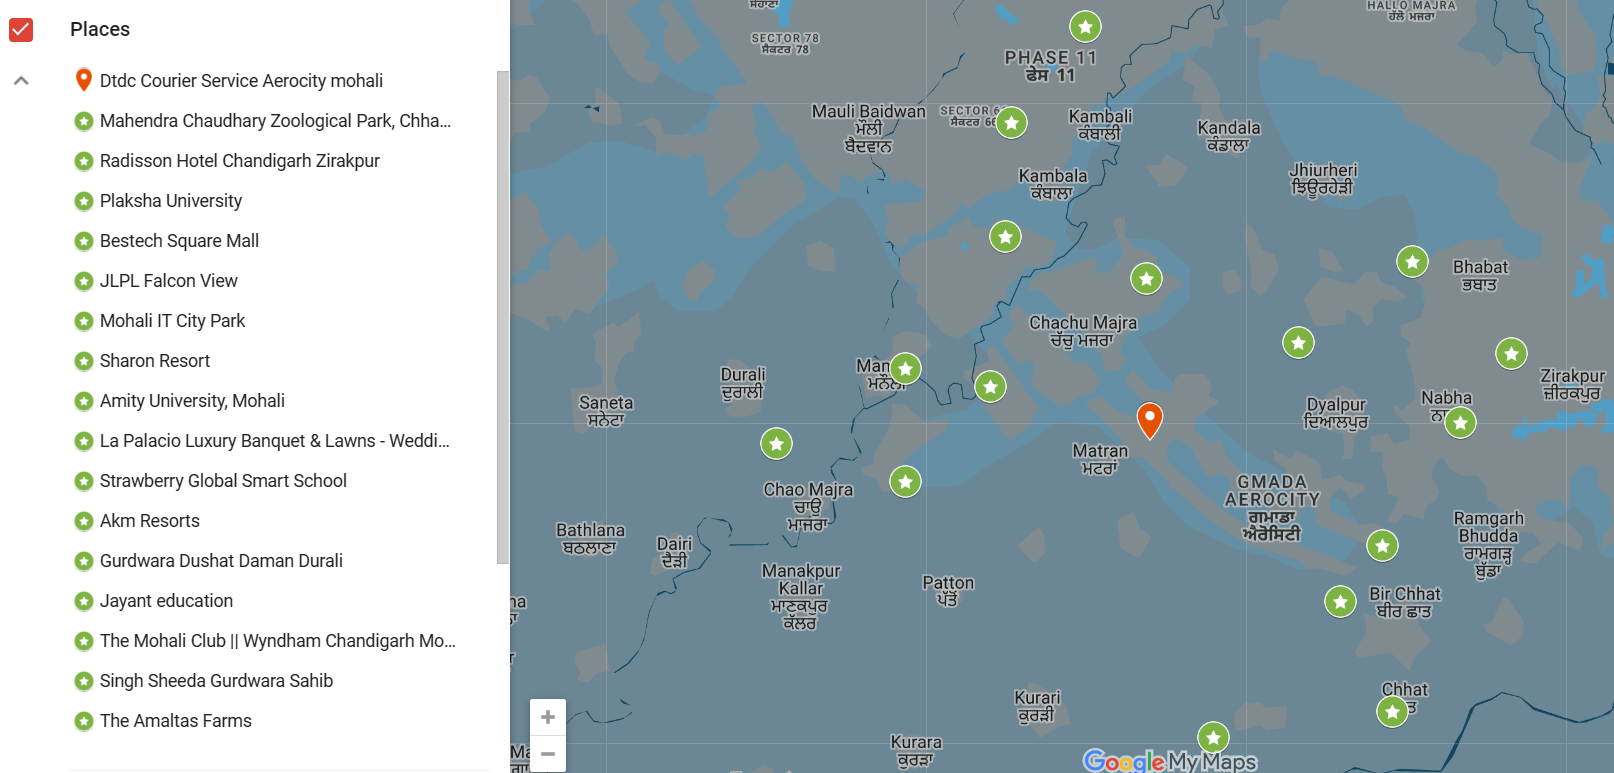 Places
Dtdc Courier Service Aerocity mohali
Mahendra Chaudhary Zoological Park, Chha...
Radisson Hotel Chandigarh Zirakpur
Plaksha University
Bestech Square Mall
JLPL Falcon View
Mohali IT City Park
Sharon Resort
Amity University, Mohali
La Palacio Luxury Banquet & Lawns - Weddi...
Strawberry Global Smart School
Akm Resorts
Gurdwara Dushat Daman Durali
Jayant education
The Mohali Club || Wyndham Chandigarh Mo...
Singh Sheeda Gurdwara Sahib
The Amaltas Farms
HALLO MAJRA
ਹੱਲੋ ਮਜਰਾ
SECTOR 78
ਸੈਕਟਰ 78
PHASE 11
ਫੇਸ 11
Mauli Baidwan
ਮੌਲੀ
ਬੈਦਵਾਨ
SECTOR 66
ਸੈਕਟਰ 66
Kambali
ਕੰਬਾਲੀ
Kandala
ਕੰਡਾਲਾ
Kambala
ਕੰਬਾਲਾ
Jhiurheri
ਝਿਊਰਹੇੜੀ
Bhabat
ਭਬਾਤ
Chachu Majra
ਚੱਚੂ ਮਜਰਾ
Durali
ਦੁਰਾਲੀ
Saneta
ਸਨੇਟਾ
Zirakpur
ਜ਼ੀਰਕਪੁਰ
Nabha
Dyalpur
ਦਿਆਲਪੁਰ
Matran
ਮਟਰਾਂ
GMADA
AEROCITY
ਗਮਾਡਾ
ਐਰੋਸਿਟੀ
Chao Majra
ਚਾਉ
ਮਾਜਰਾ
Bathlana
ਬਠਲਾਣਾ
Dairi
ਦੈੜੀ
Ramgarh
Bhudda
ਰਾਮਗੜ੍ਹ
ਬੁੱਡਾ
Manakpur
Kallar
ਮਾਣਕਪੁਰ
ਕੱਲਰ
Patton
ਪੱਤੋਂ
Bir Chhat
ਬੀਰ ਛਾਤ
Chhat
Kurari
ਕੁਰੜੀ
Kurara
ਕੁਰੜਾ
Google My Maps